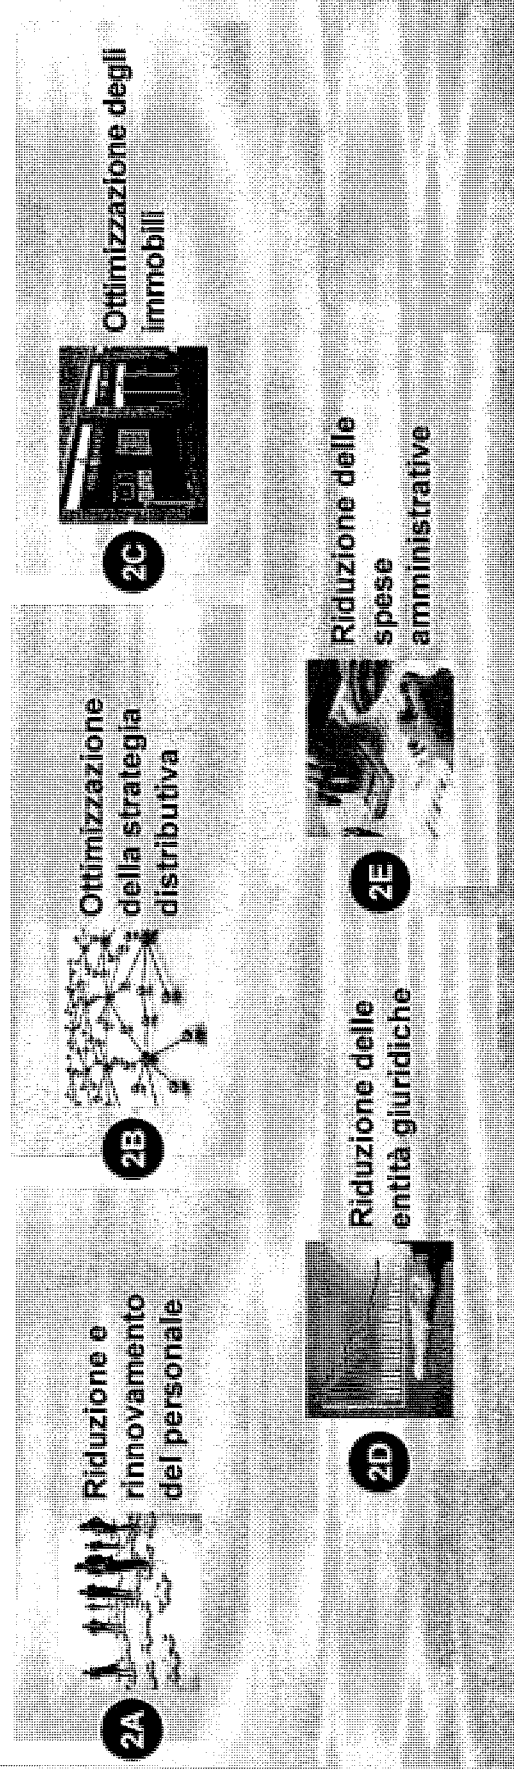 2A
Riduzione e
rinnovamento
del personale
2B
Ottimizzazione
della strategia
distributiva
2C
Ottimizzazione degli
immobili
2D
Riduzione delle
entità giuridiche
2E
Riduzione delle
spese
amministrative